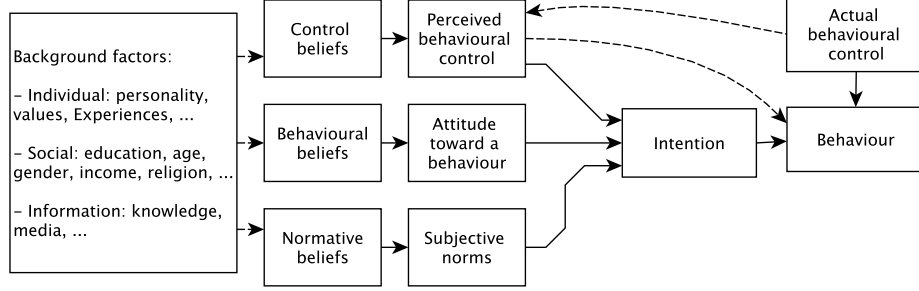 Background factors:
– Individual: personality,
values, Experiences, ...
– Social: education, age,
gender, income, religion, ...
– Information: knowledge,
media, ...
Control
beliefs
Perceived
behavioural
control
Actual
behavioural
control
Behavioural
beliefs
Attitude
toward a
behaviour
Intention
Behaviour
Normative
beliefs
Subjective
norms